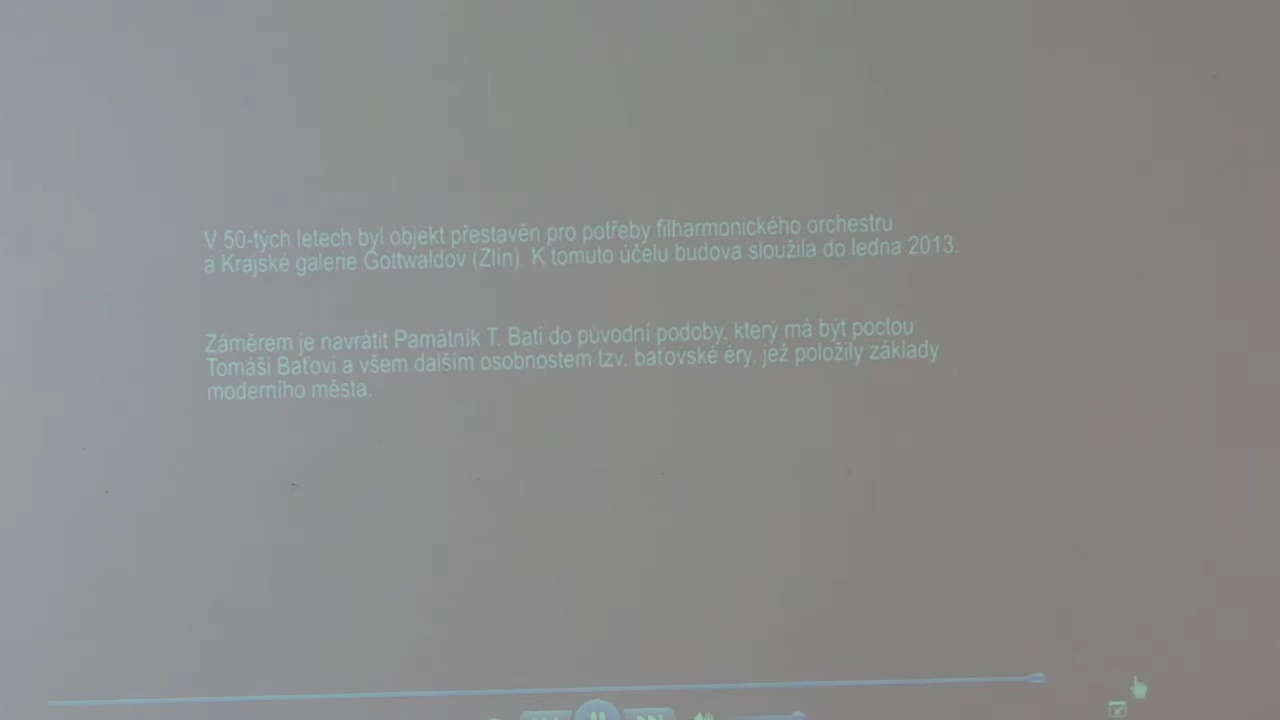 V 50-tých letech byl objekt přestavěn pro potřeby filharmonického orchestru
a Krajské galerie Gottwaldov (Zlín). K tomuto účelu budova sloužila do ledna 2013.
Záměrem je navrátit Památník T. Bati do původní podoby, který má být poctou
Tomáši Baťovi a všem dalším osobnostem tzv. baťovské éry, jež položily základy
moderního města.